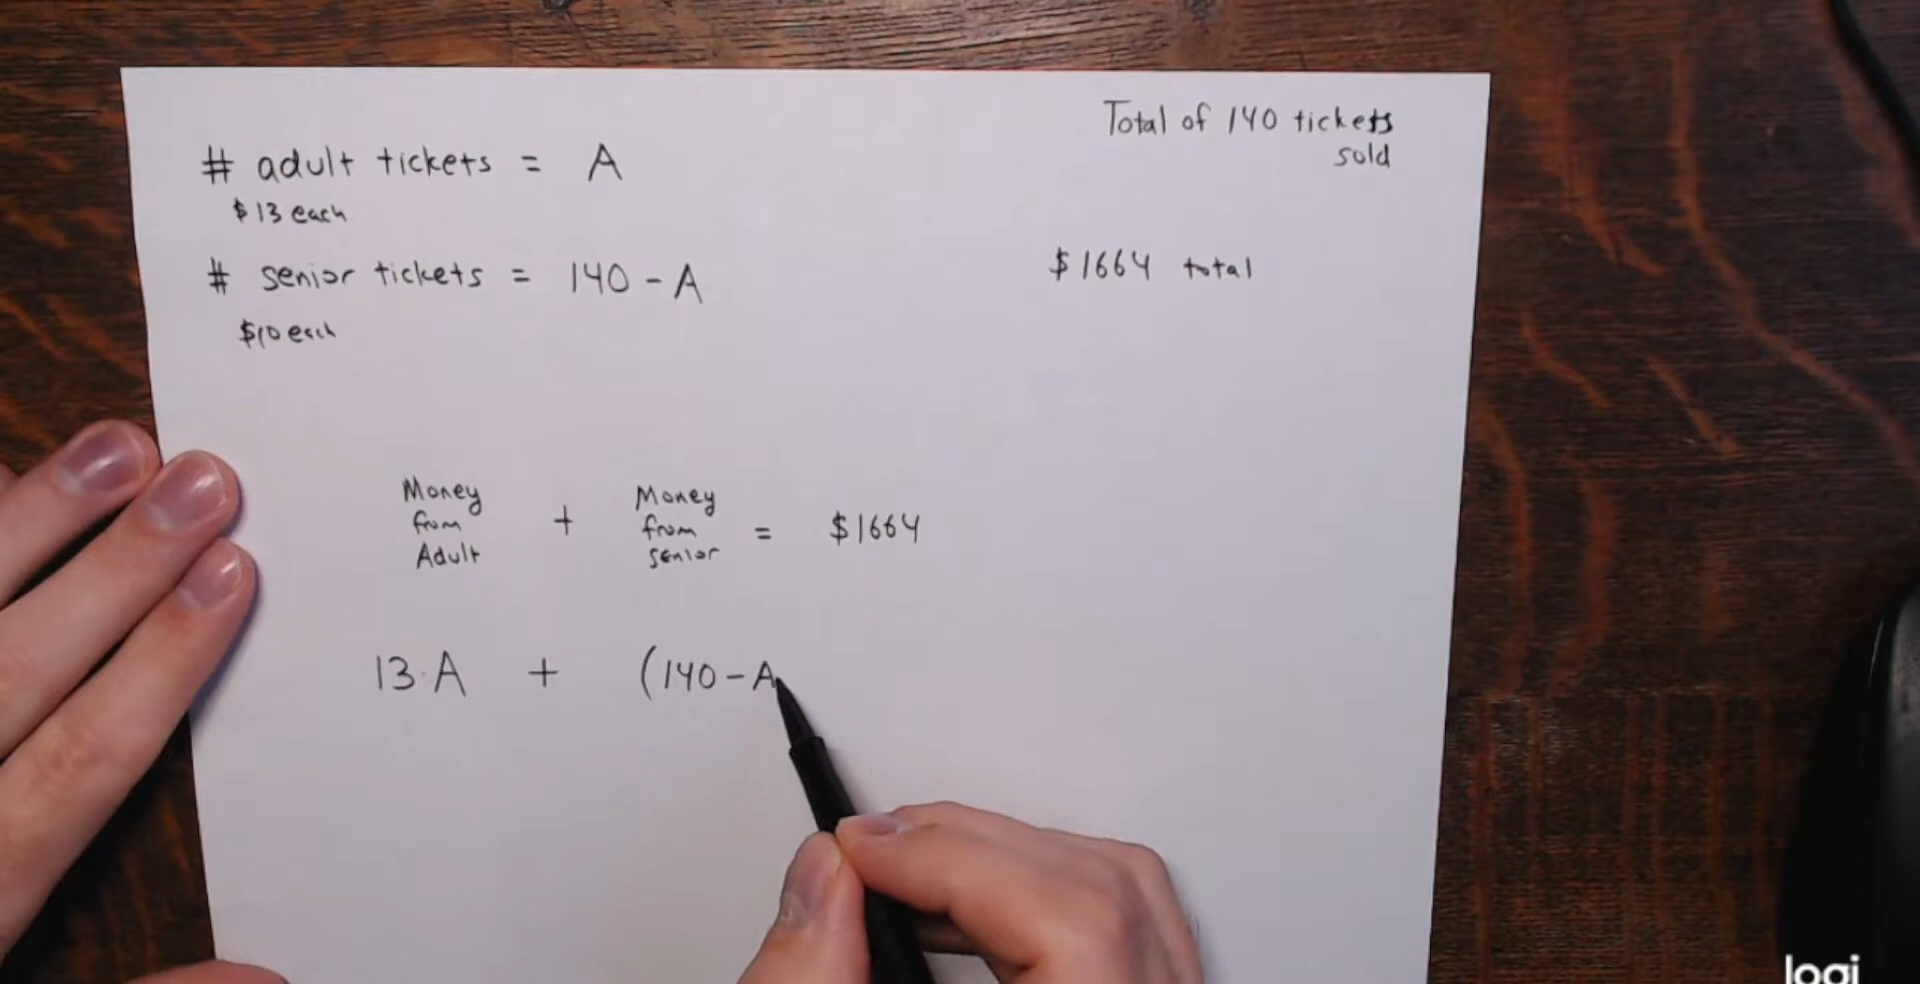 Total of 140 tickets
sold
# adult tickets = A
$13 each
# senior tickets = 140 - A
$1664 total
$10 each
Money from Adult + Money from senior = $1664
13·A + (140 - A
logi